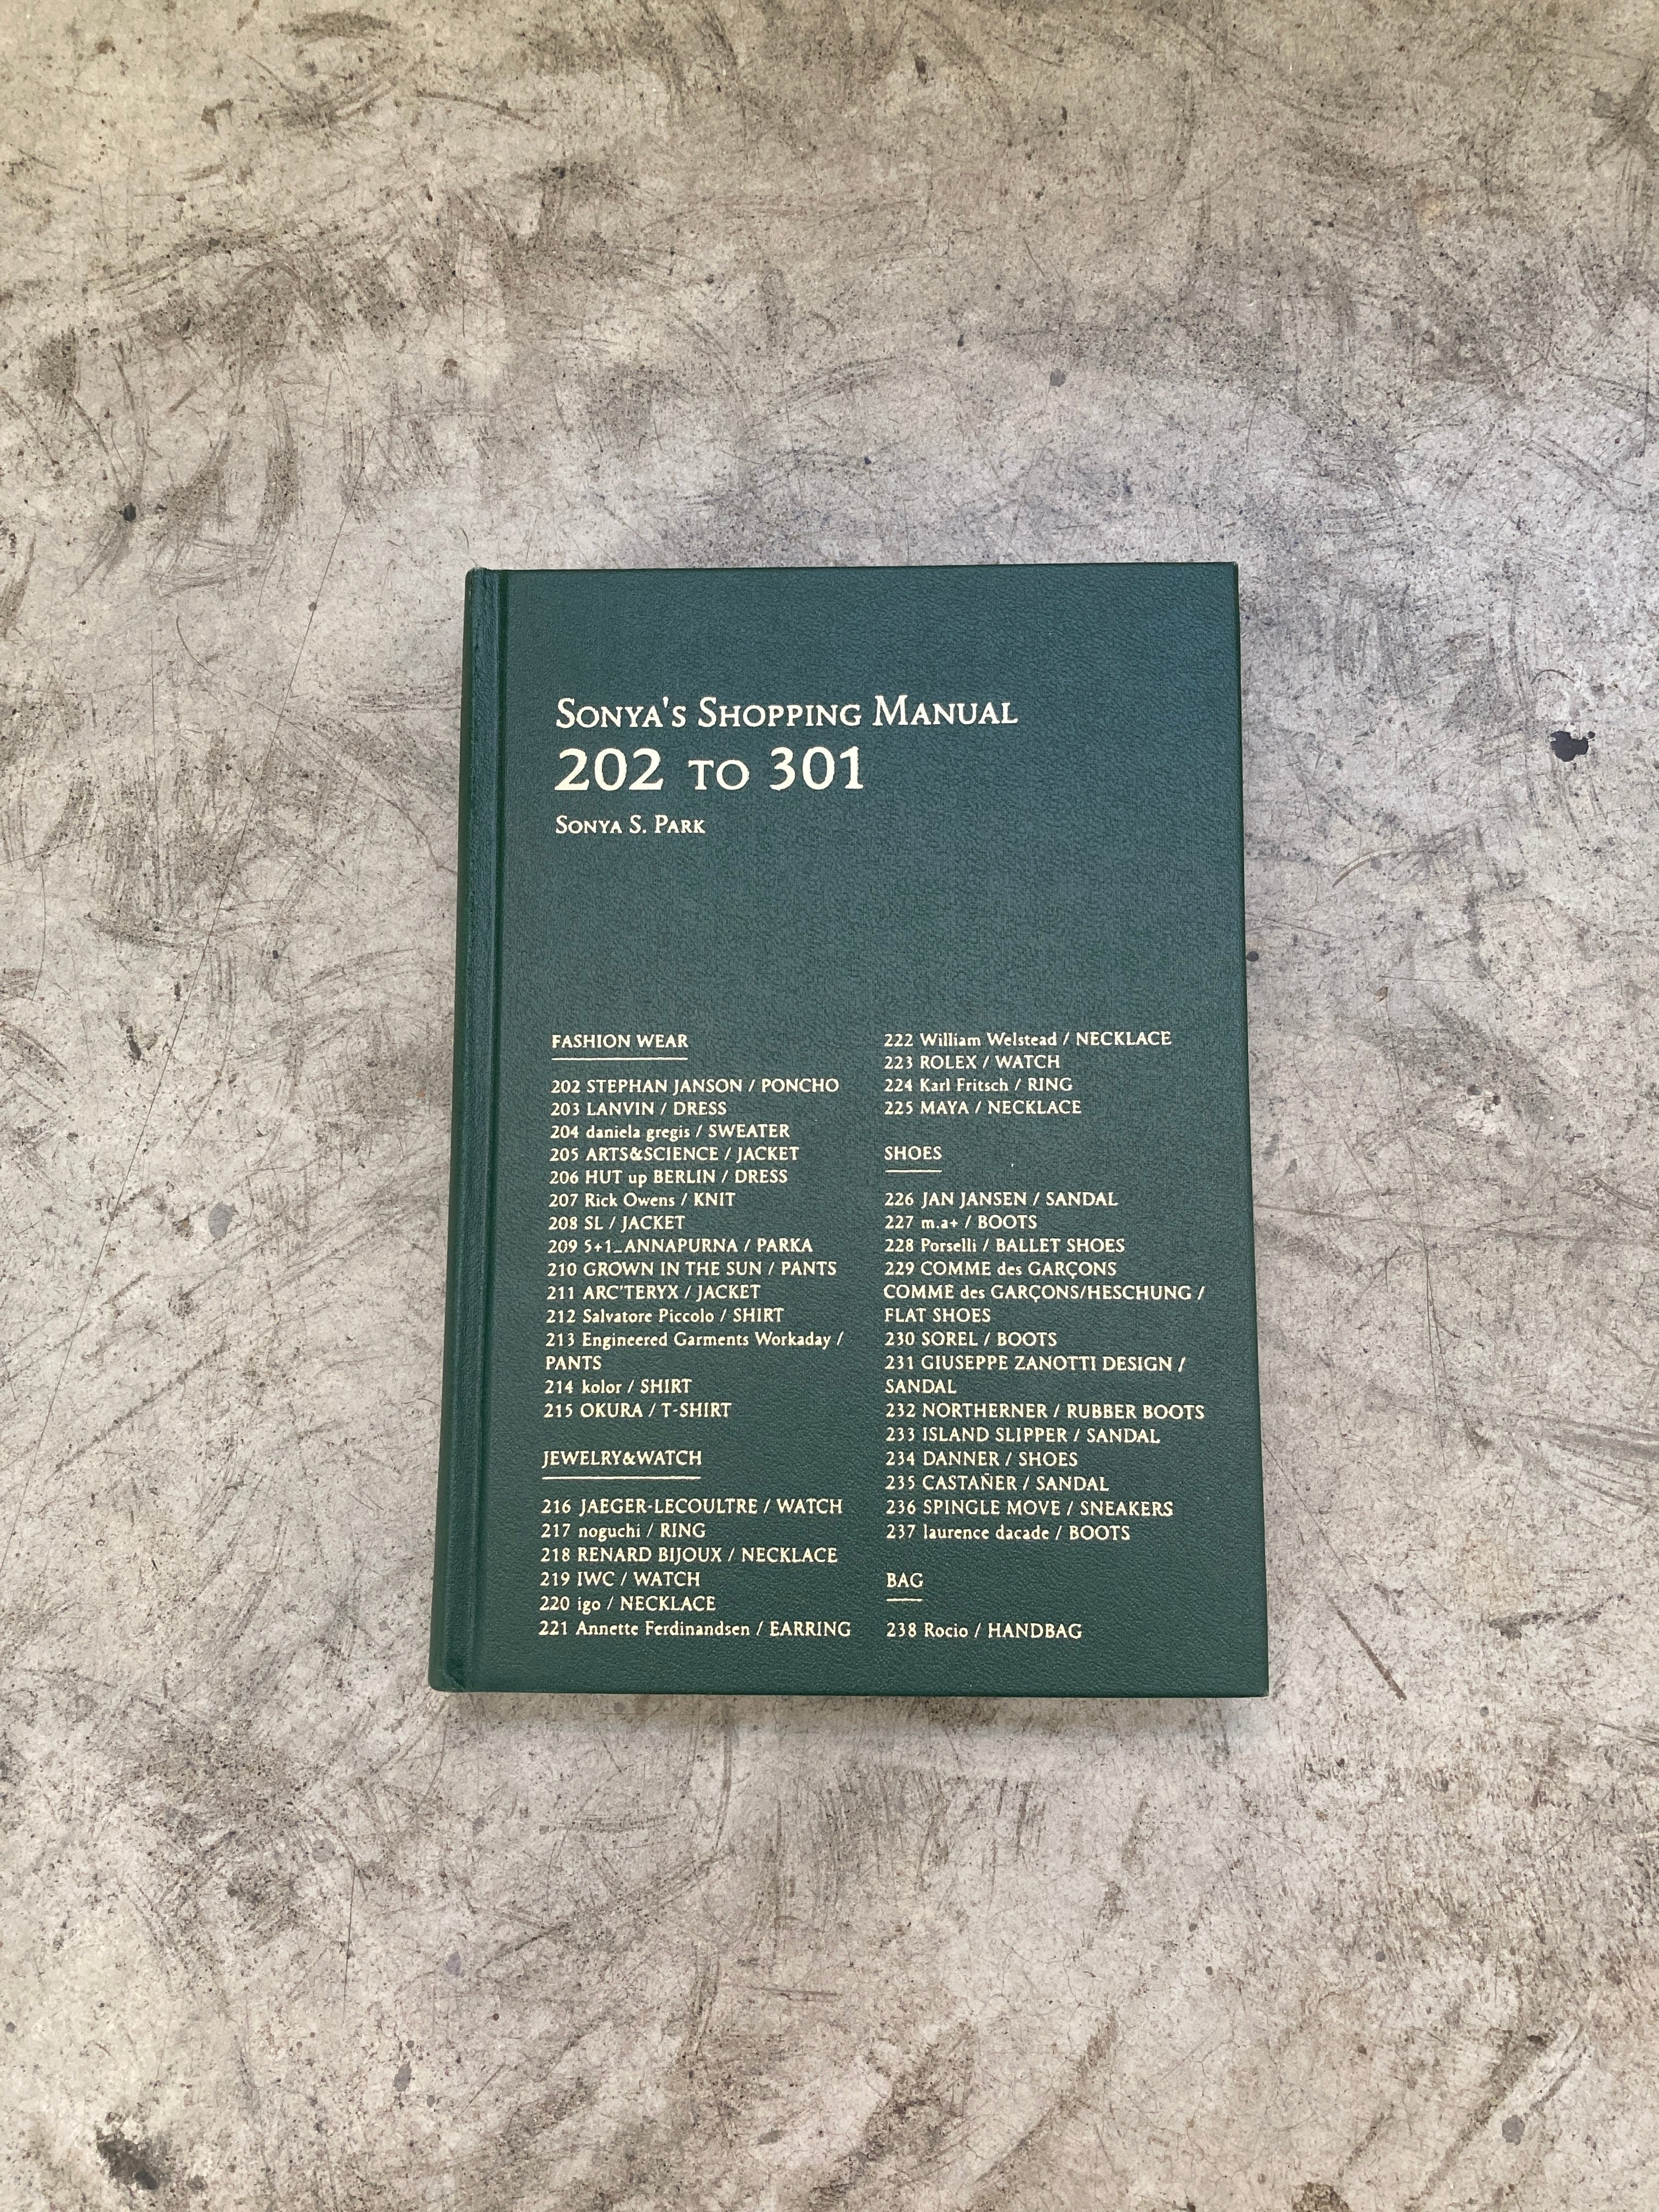 SONYA'S SHOPPING MANUAL
202 TO 301
SONYA S. PARK
FASHION WEAR
202 STEPHAN JANSON / PONCHO
203 LANVIN / DRESS
204 daniela gregis / SWEATER
205 ARTS&SCIENCE / JACKET
206 HUT up BERLIN / DRESS
207 Rick Owens / KNIT
208 SL / JACKET
209 5+1_ANNAPURNA / PARKA
210 GROWN IN THE SUN / PANTS
211 ARC'TERYX / JACKET
212 Salvatore Piccolo / SHIRT
213 Engineered Garments Workaday /
PANTS
214 kolor / SHIRT
215 OKURA / T-SHIRT
JEWELRY&WATCH
216 JAEGER-LECOULTRE / WATCH
217 noguchi / RING
218 RENARD BIJOUX / NECKLACE
219 IWC / WATCH
220 igo / NECKLACE
221 Annette Ferdinandsen / EARRING
222 William Welstead / NECKLACE
223 ROLEX / WATCH
224 Karl Fritsch / RING
225 MAYA / NECKLACE
SHOES
226 JAN JANSEN / SANDAL
227 m.a+ / BOOTS
228 Porselli / BALLET SHOES
229 COMME des GARÇONS
COMME des GARÇONS/HESCHUNG /
FLAT SHOES
230 SOREL / BOOTS
231 GIUSEPPE ZANOTTI DESIGN /
SANDAL
232 NORTHERNER / RUBBER BOOTS
233 ISLAND SLIPPER / SANDAL
234 DANNER / SHOES
235 CASTAÑER / SANDAL
236 SPINGLE MOVE / SNEAKERS
237 laurence dacade / BOOTS
BAG
238 Rocio / HANDBAG